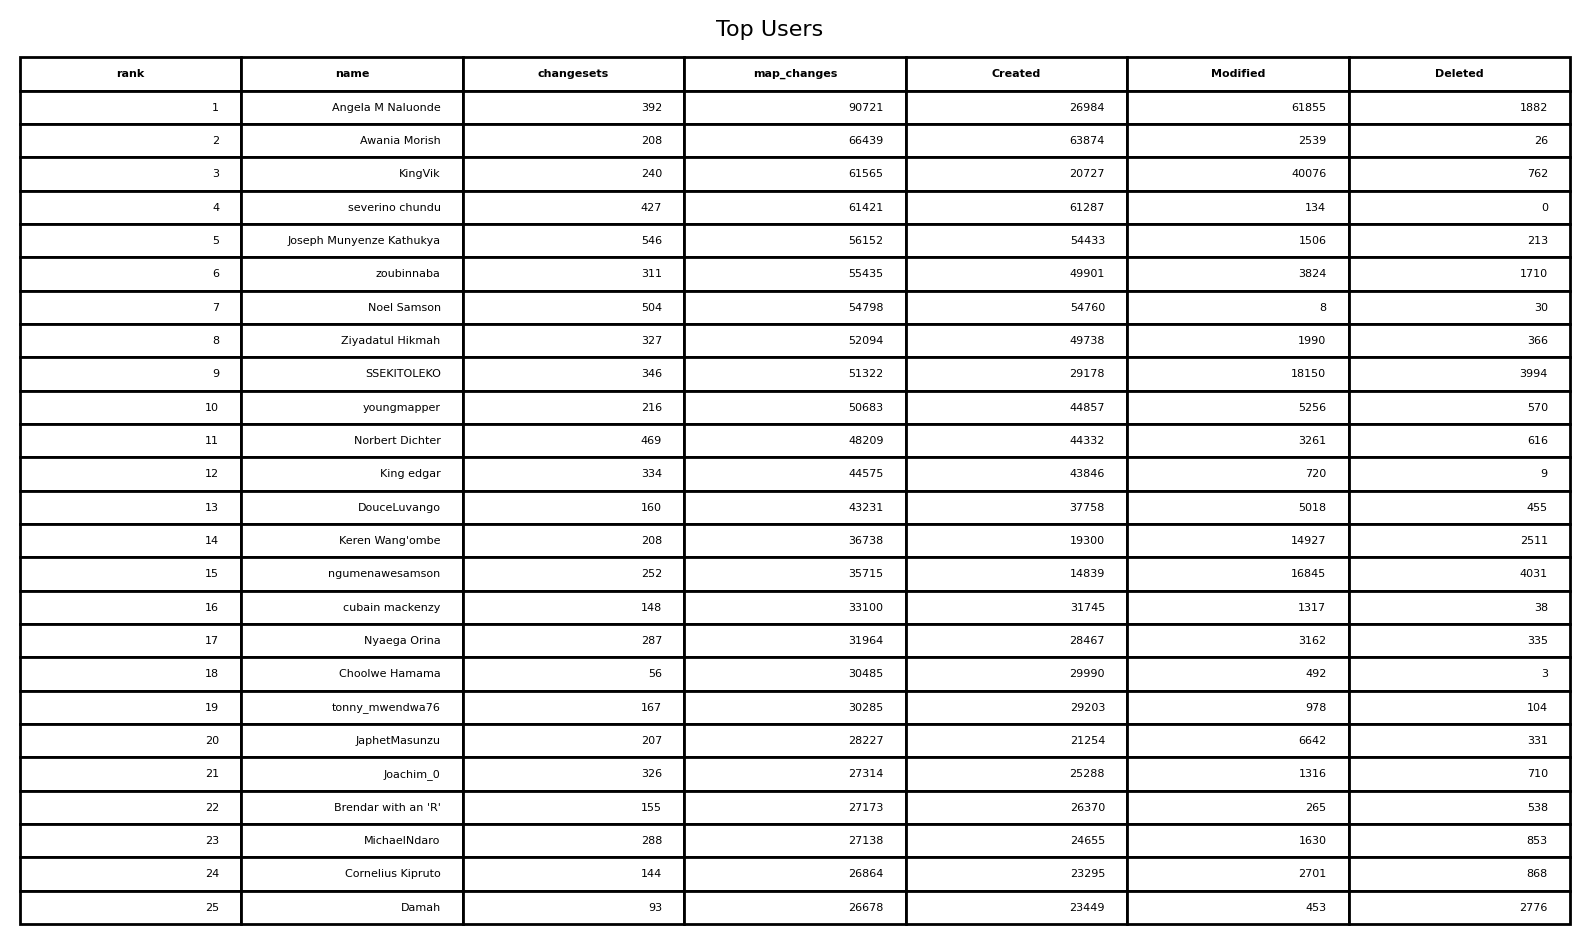 Top Users
rank name changesets map_changes Created Modified Deleted
1 Angela M Naluonde 392 90721 26984 61855 1882
2 Awania Morish 208 66439 63874 2539 26
3 KingVik 240 61565 20727 40076 762
4 severino chundu 427 61421 61287 134 0
5 Joseph Munyenze Kathukya 546 56152 54433 1506 213
6 zoubinnaba 311 55435 49901 3824 1710
7 Noel Samson 504 54798 54760 8 30
8 Ziyadatul Hikmah 327 52094 49738 1990 366
9 SSEKITOLEKO 346 51322 29178 18150 3994
10 youngmapper 216 50683 44857 5256 570
11 Norbert Dichter 469 48209 44332 3261 616
12 King edgar 334 44575 43846 720 9
13 DouceLuvango 160 43231 37758 5018 455
14 Keren Wang'ombe 208 36738 19300 14927 2511
15 ngumenawesamson 252 35715 14839 16845 4031
16 cubain mackenzy 148 33100 31745 1317 38
17 Nyaega Orina 287 31964 28467 3162 335
18 Choolwe Hamama 56 30485 29990 492 3
19 tonny_mwendwa76 167 30285 29203 978 104
20 JaphetMasunzu 207 28227 21254 6642 331
21 Joachim_0 326 27314 25288 1316 710
22 Brendar with an 'R' 155 27173 26370 265 538
23 MichaelNdaro 288 27138 24655 1630 853
24 Cornelius Kipruto 144 26864 23295 2701 868
25 Damah 93 26678 23449 453 2776